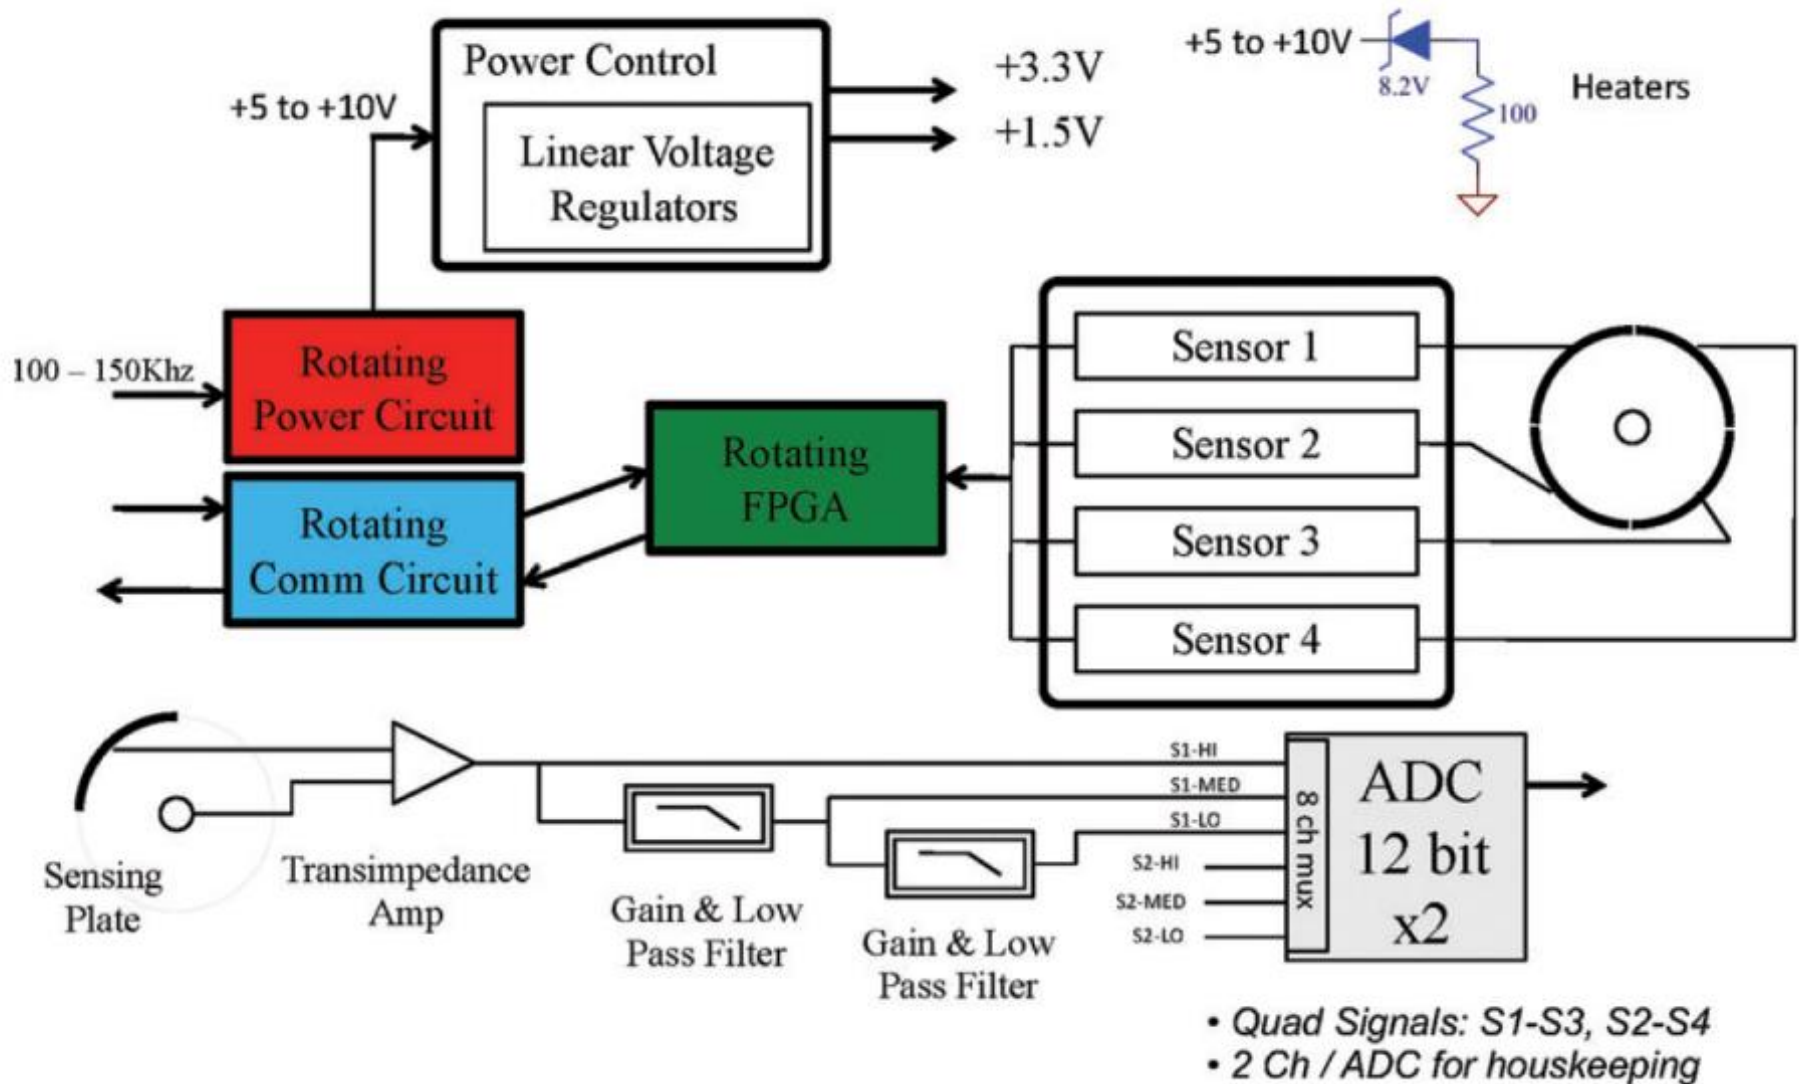 Power Control
Linear Voltage
Regulators
+5 to +10V
+3.3V
+1.5V
+5 to +10V
8.2V
100
Heaters
100 – 150Khz
Rotating
Power Circuit
Rotating
Comm Circuit
Rotating
FPGA
Sensor 1
Sensor 2
Sensor 3
Sensor 4
Sensing
Plate
Transimpedance
Amp
Gain & Low
Pass Filter
Gain & Low
Pass Filter
S1-HI
S1-MED
S1-LO
S2-HI
S2-MED
S2-LO
8 ch mux
ADC
12 bit
x2
• Quad Signals: S1-S3, S2-S4
• 2 Ch / ADC for houskeeping